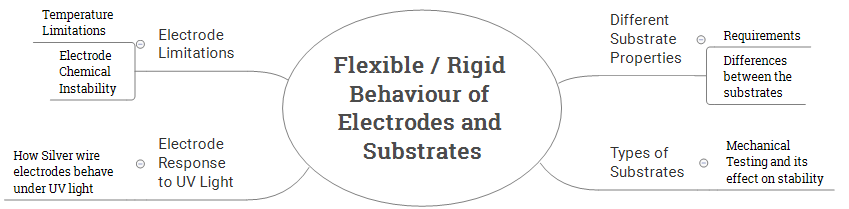 Temperature
Limitations
Electrode
Chemical
Instability
Electrode
Limitations
How Silver wire
electrodes behave
under UV light
Electrode
Response
to UV Light
Flexible / Rigid
Behaviour of
Electrodes and
Substrates
Different
Substrate
Properties
Requirements
Differences
between the
substrates
Types of
Substrates
Mechanical
Testing and its
effect on stability